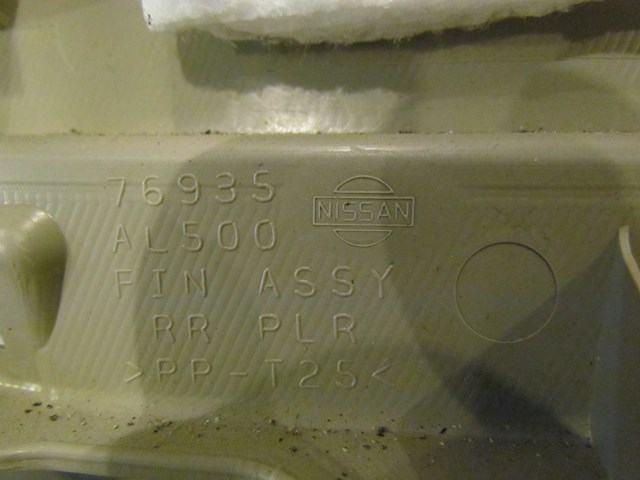 76935
NISSAN
AL500
FIN ASSY
RR PLR
>PP-T25<